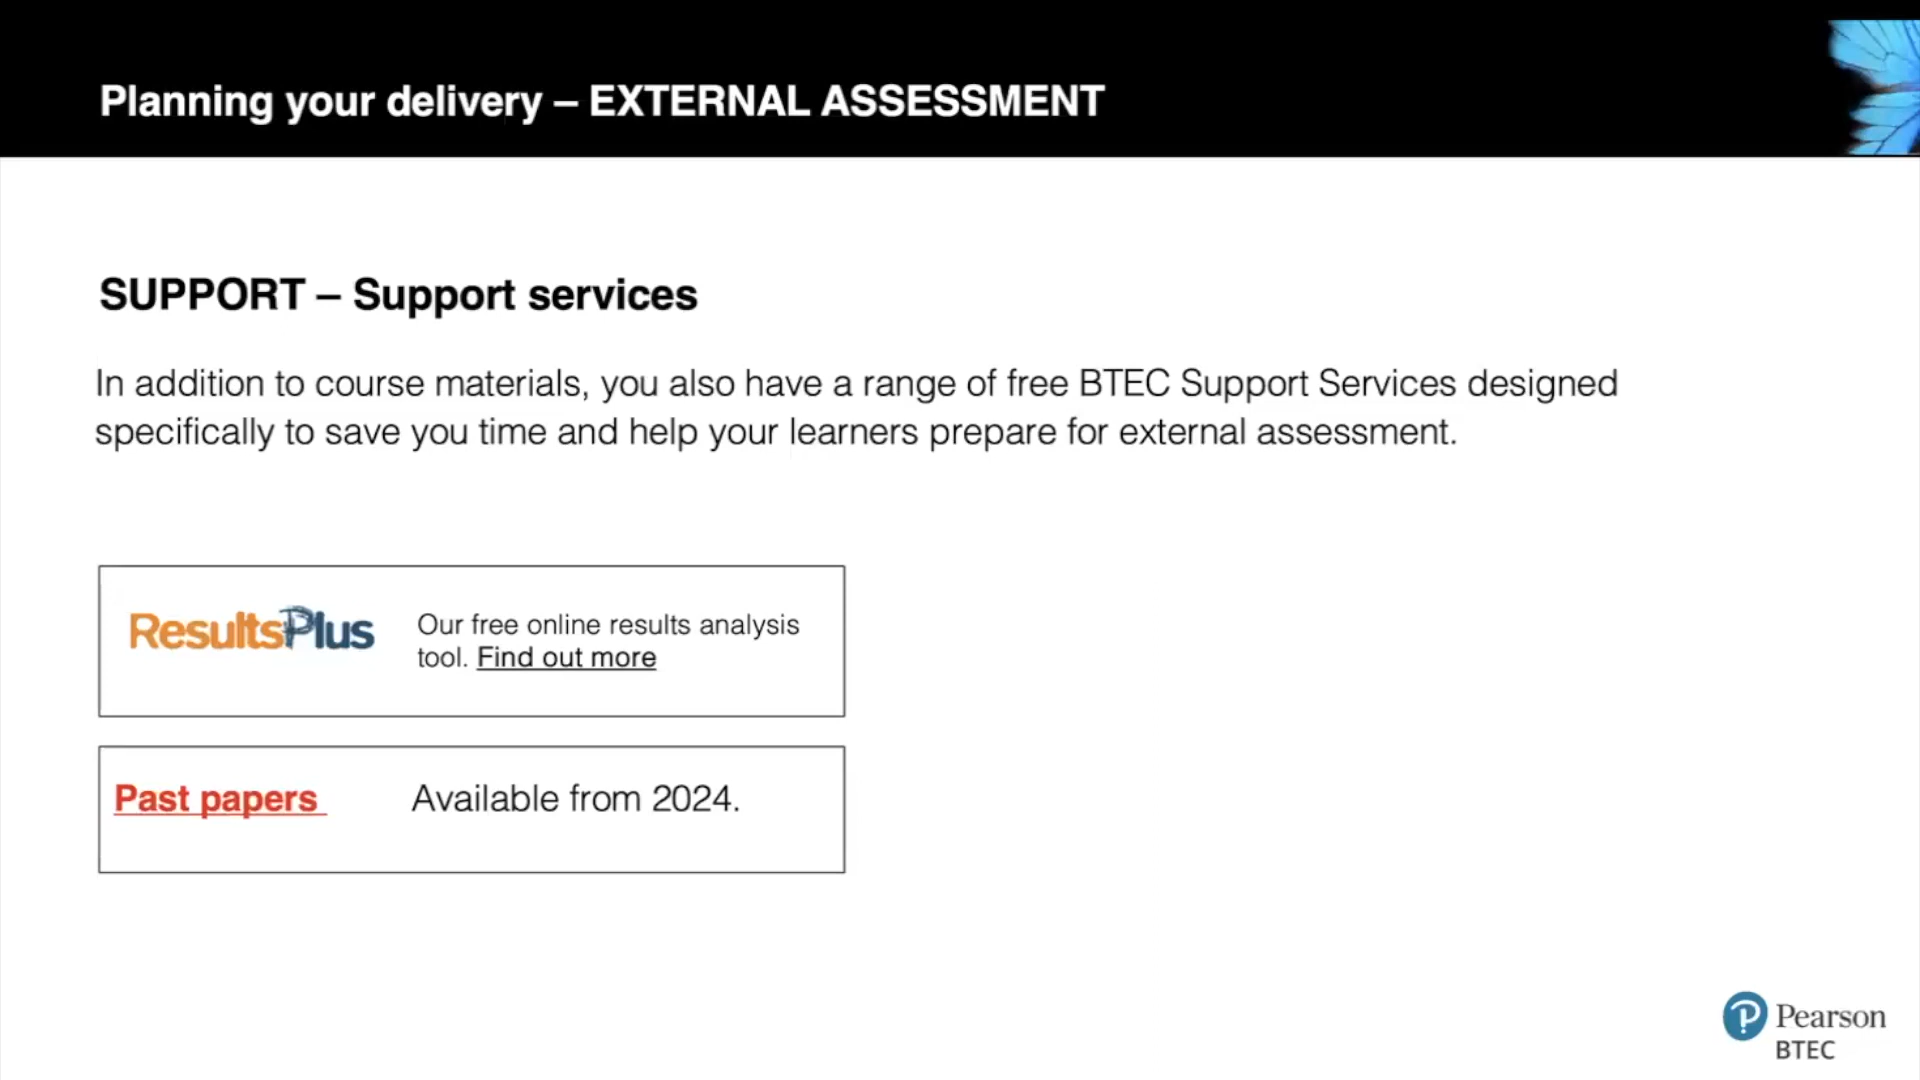 Planning your delivery – EXTERNAL ASSESSMENT
SUPPORT – Support services
In addition to course materials, you also have a range of free BTEC Support Services designed
specifically to save you time and help your learners prepare for external assessment.
ResultsPlus
Our free online results analysis
tool. Find out more
Past papers
Available from 2024.
Pearson
BTEC